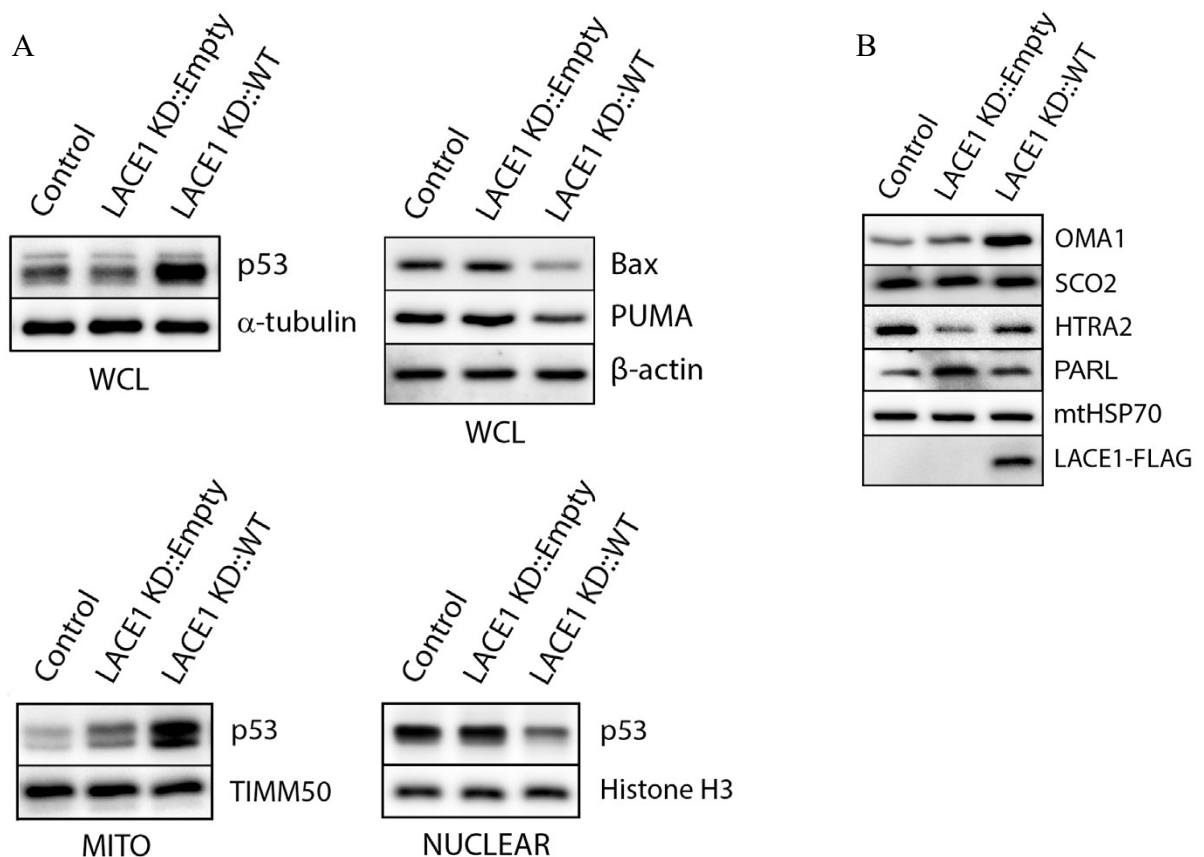 A
Control
LACE1 KD::Empty
LACE1 KD::WT
p53
α-tubulin
WCL
Control
LACE1 KD::Empty
LACE1 KD::WT
Bax
PUMA
β-actin
WCL
B
Control
LACE1 KD::Empty
LACE1 KD::WT
OMA1
SCO2
HTRA2
PARL
mtHSP70
LACE1-FLAG
Control
LACE1 KD::Empty
LACE1 KD::WT
p53
TIMM50
MITO
Control
LACE1 KD::Empty
LACE1 KD::WT
p53
Histone H3
NUCLEAR